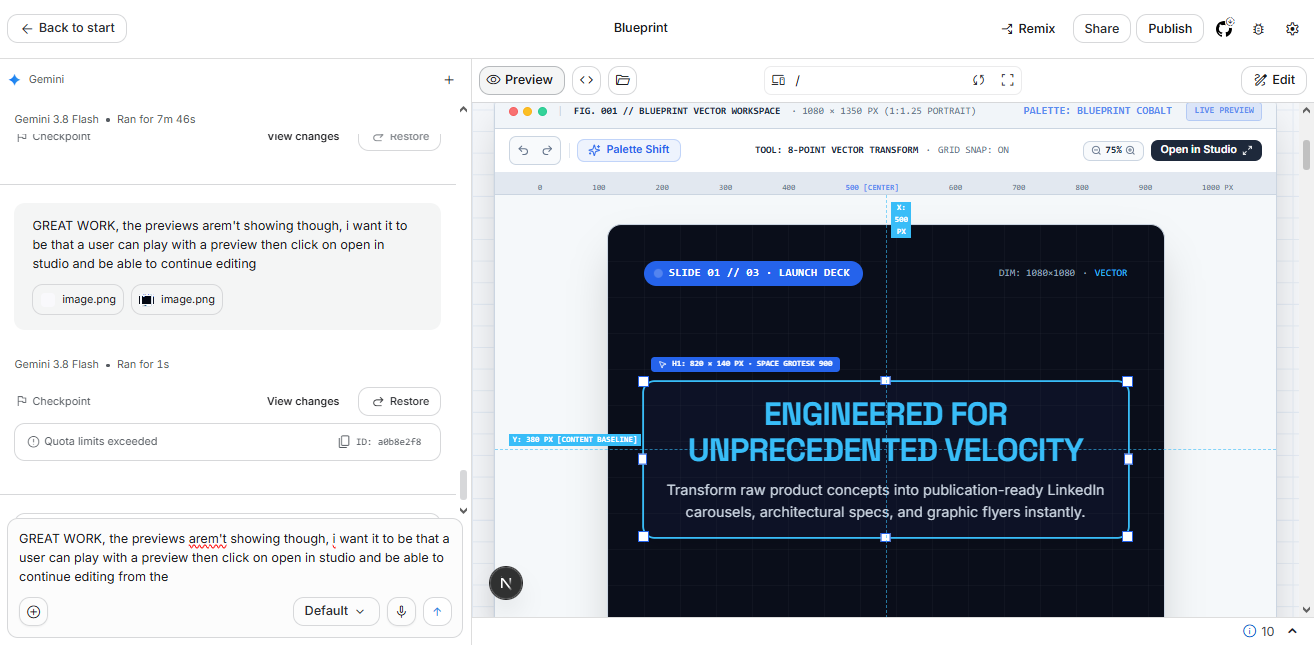 Back to start
Blueprint
Remix
Share
Publish
Gemini
Preview
/
Edit
Gemini 3.8 Flash • Ran for 7m 46s
Checkpoint
View changes
Restore
GREAT WORK, the previews arem't showing though, i want it to
be that a user can play with a preview then click on open in
studio and be able to continue editing
image.png
image.png
Gemini 3.8 Flash • Ran for 1s
Checkpoint
View changes
Restore
Quota limits exceeded
ID: a0b8e2f8
GREAT WORK, the previews arem't showing though, i want it to be that a
user can play with a preview then click on open in studio and be able to
continue editing from the
Default
FIG. 001 // BLUEPRINT VECTOR WORKSPACE · 1080 × 1350 PX (1:1.25 PORTRAIT)
PALETTE: BLUEPRINT COBALT
LIVE PREVIEW
Palette Shift
TOOL: 8-POINT VECTOR TRANSFORM · GRID SNAP: ON
75%
Open in Studio
0 100 200 300 400 500 [CENTER] 600 700 800 900 1000 PX
X:
500
PX
SLIDE 01 // 03 · LAUNCH DECK
DIM: 1080×1080 · VECTOR
H1: 820 × 140 PX · SPACE GROTESK 900
ENGINEERED FOR
UNPRECEDENTED VELOCITY
Y: 380 PX [CONTENT BASELINE]
Transform raw product concepts into publication-ready LinkedIn
carousels, architectural specs, and graphic flyers instantly.
N
10